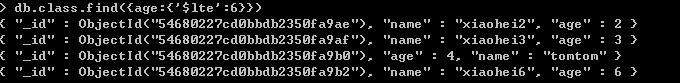 > db.class.find({age:{'$lte':6}})
{ "_id" : ObjectId("54680227cd0bbdb2350fa9ae"), "name" : "xiaohei2", "age" : 2 }
{ "_id" : ObjectId("54680227cd0bbdb2350fa9af"), "name" : "xiaohei3", "age" : 3 }
{ "_id" : ObjectId("54680227cd0bbdb2350fa9b0"), "age" : 4, "name" : "tomtom" }
{ "_id" : ObjectId("54680227cd0bbdb2350fa9b2"), "name" : "xiaohei6", "age" : 6 }